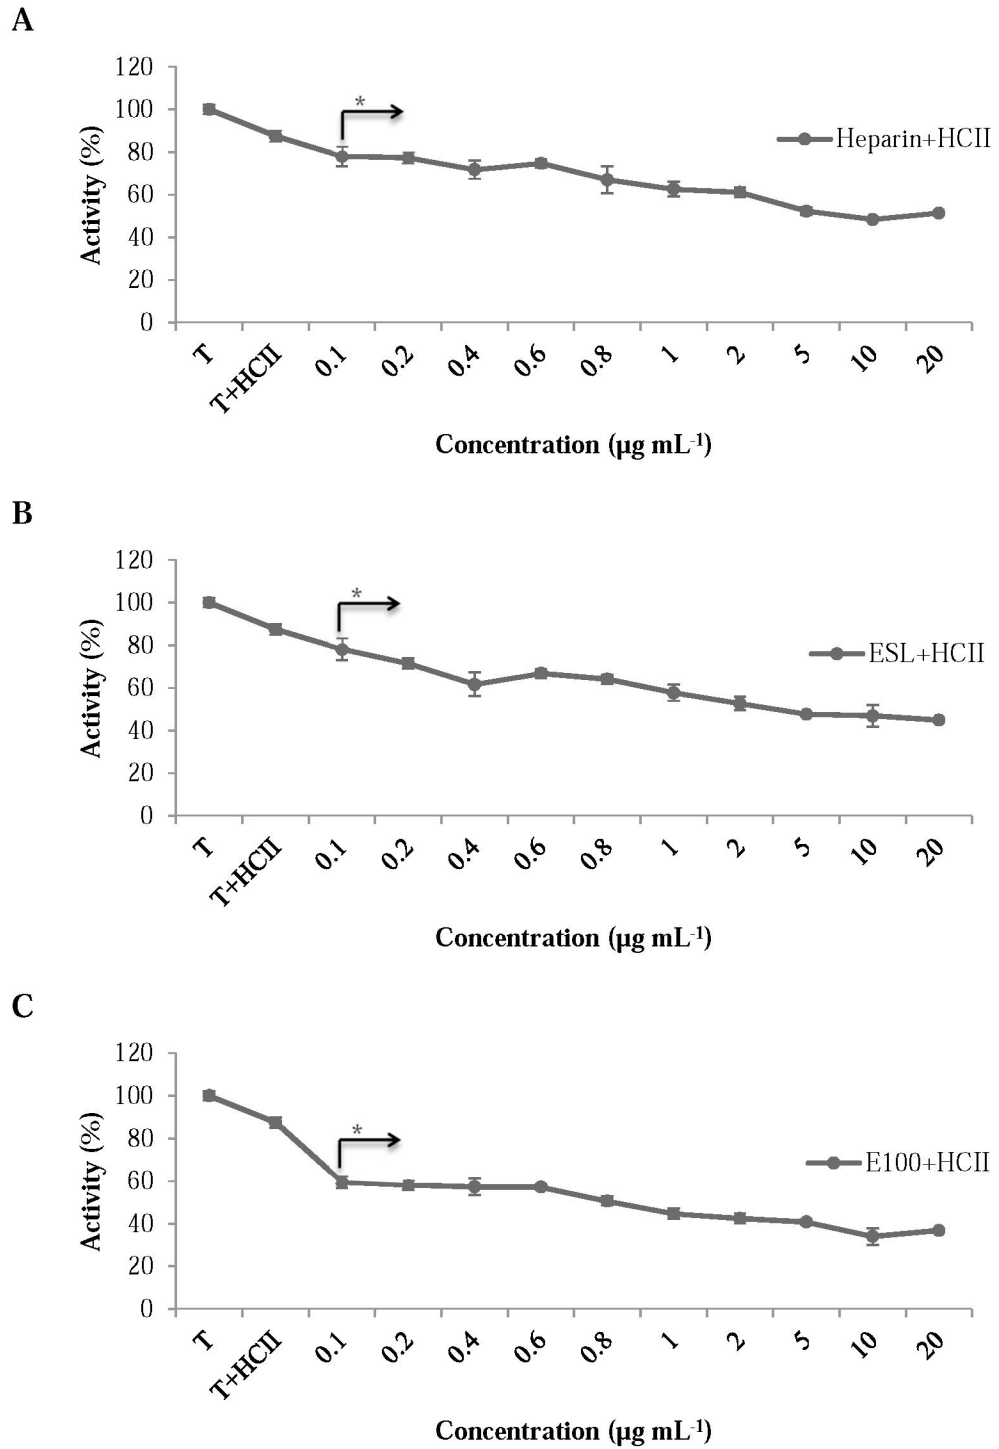 A
120
100
80
60
40
20
0
Activity (%)
*
Heparin+HCII
T T+HCII 0.1 0.2 0.4 0.6 0.8 1 2 5 10 20
Concentration (µg mL-1)
B
120
100
80
60
40
20
0
Activity (%)
*
ESL+HCII
T T+HCII 0.1 0.2 0.4 0.6 0.8 1 2 5 10 20
Concentration (µg mL-1)
C
120
100
80
60
40
20
0
Activity (%)
*
E100+HCII
T T+HCII 0.1 0.2 0.4 0.6 0.8 1 2 5 10 20
Concentration (µg mL-1)